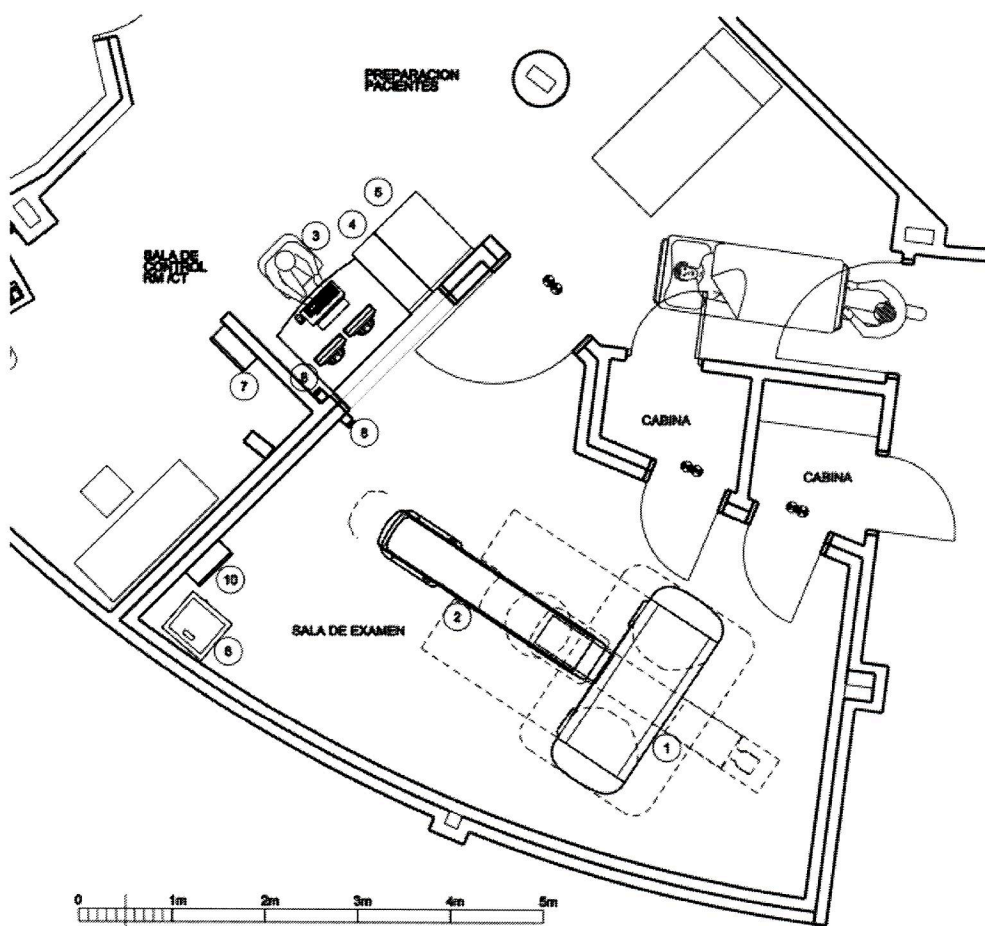 PREPARACION
PACIENTES
5
4
3
SALA DE
CONTROL
RM /CT
7
8
CABINA
CABINA
10
2
SALA DE EXAMEN
6
1
0 1m 2m 3m 4m 5m